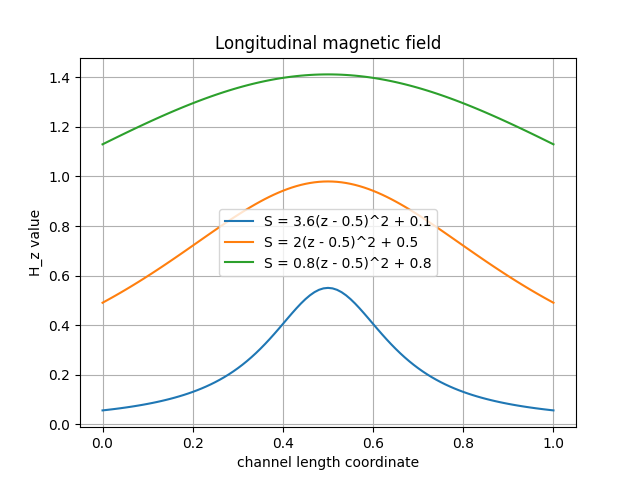 Longitudinal magnetic field
H_z value
1.4
1.2
1.0
0.8
0.6
0.4
0.2
0.0
S = 3.6(z - 0.5)^2 + 0.1
S = 2(z - 0.5)^2 + 0.5
S = 0.8(z - 0.5)^2 + 0.8
0.0 0.2 0.4 0.6 0.8 1.0
channel length coordinate